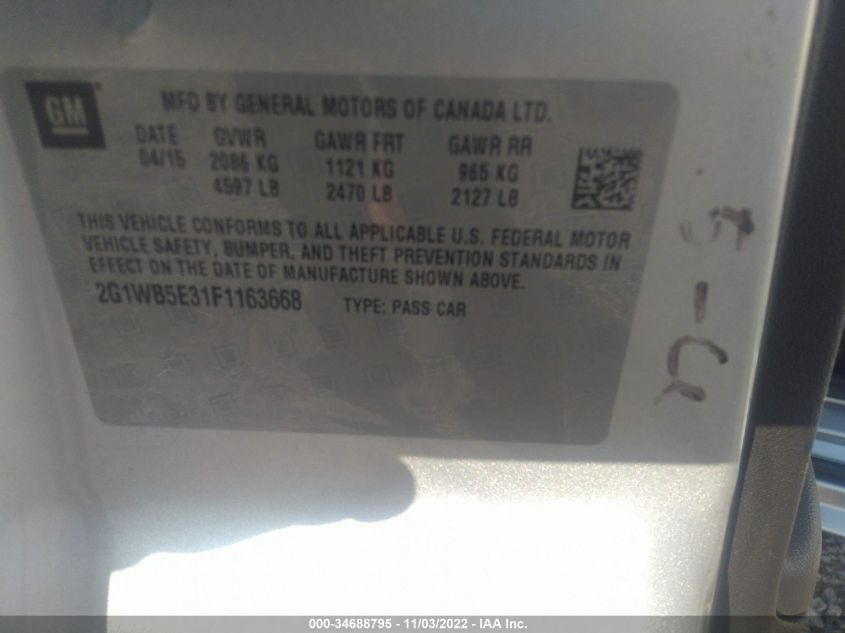 GM
MFD BY GENERAL MOTORS OF CANADA LTD.
DATE GVWR GAWR FRT GAWR RR
04/15 2086 KG 1121 KG 965 KG
4597 LB 2470 LB 2127 LB
THIS VEHICLE CONFORMS TO ALL APPLICABLE U.S. FEDERAL MOTOR
VEHICLE SAFETY, BUMPER, AND THEFT PREVENTION STANDARDS IN
EFFECT ON THE DATE OF MANUFACTURE SHOWN ABOVE.
2G1WB5E31F1163668 TYPE: PASS CAR
000-34688795 - 11/03/2022 - IAA Inc.